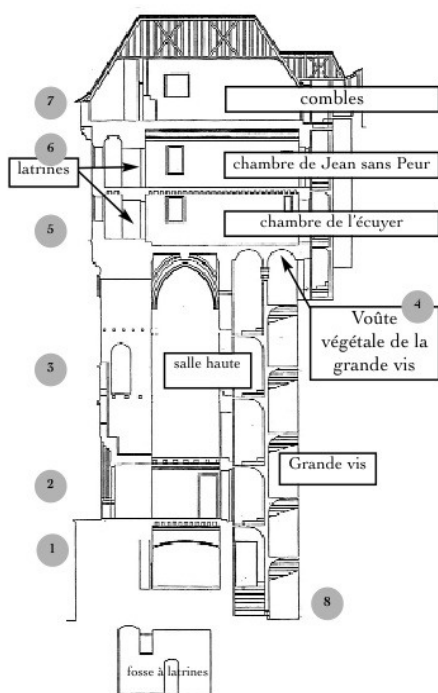 7
combles
6
chambre de Jean sans Peur
latrines
chambre de l'écuyer
5
4
Voûte
végétale de la
grande vis
3
salle haute
Grande vis
2
1
8
fosse à latrines